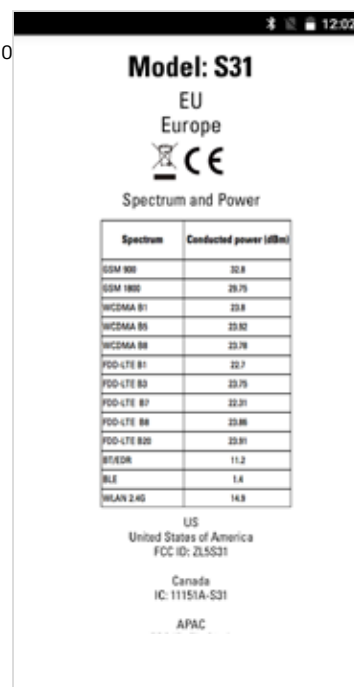 12:02
0
Model: S31
EU
Europe
CE
Spectrum and Power
Spectrum Conducted power (dBm)
GSM 900 32.8
GSM 1800 29.75
WCDMA B1 23.8
WCDMA B5 23.92
WCDMA B8 23.78
FDD-LTE B1 22.7
FDD-LTE B3 23.75
FDD-LTE B7 22.31
FDD-LTE B8 23.86
FDD-LTE B20 23.91
BT/EDR 11.2
BLE 1.4
WLAN 2.4G 14.9
US
United States of America
FCC ID: ZL5S31
Canada
IC: 11151A-S31
APAC